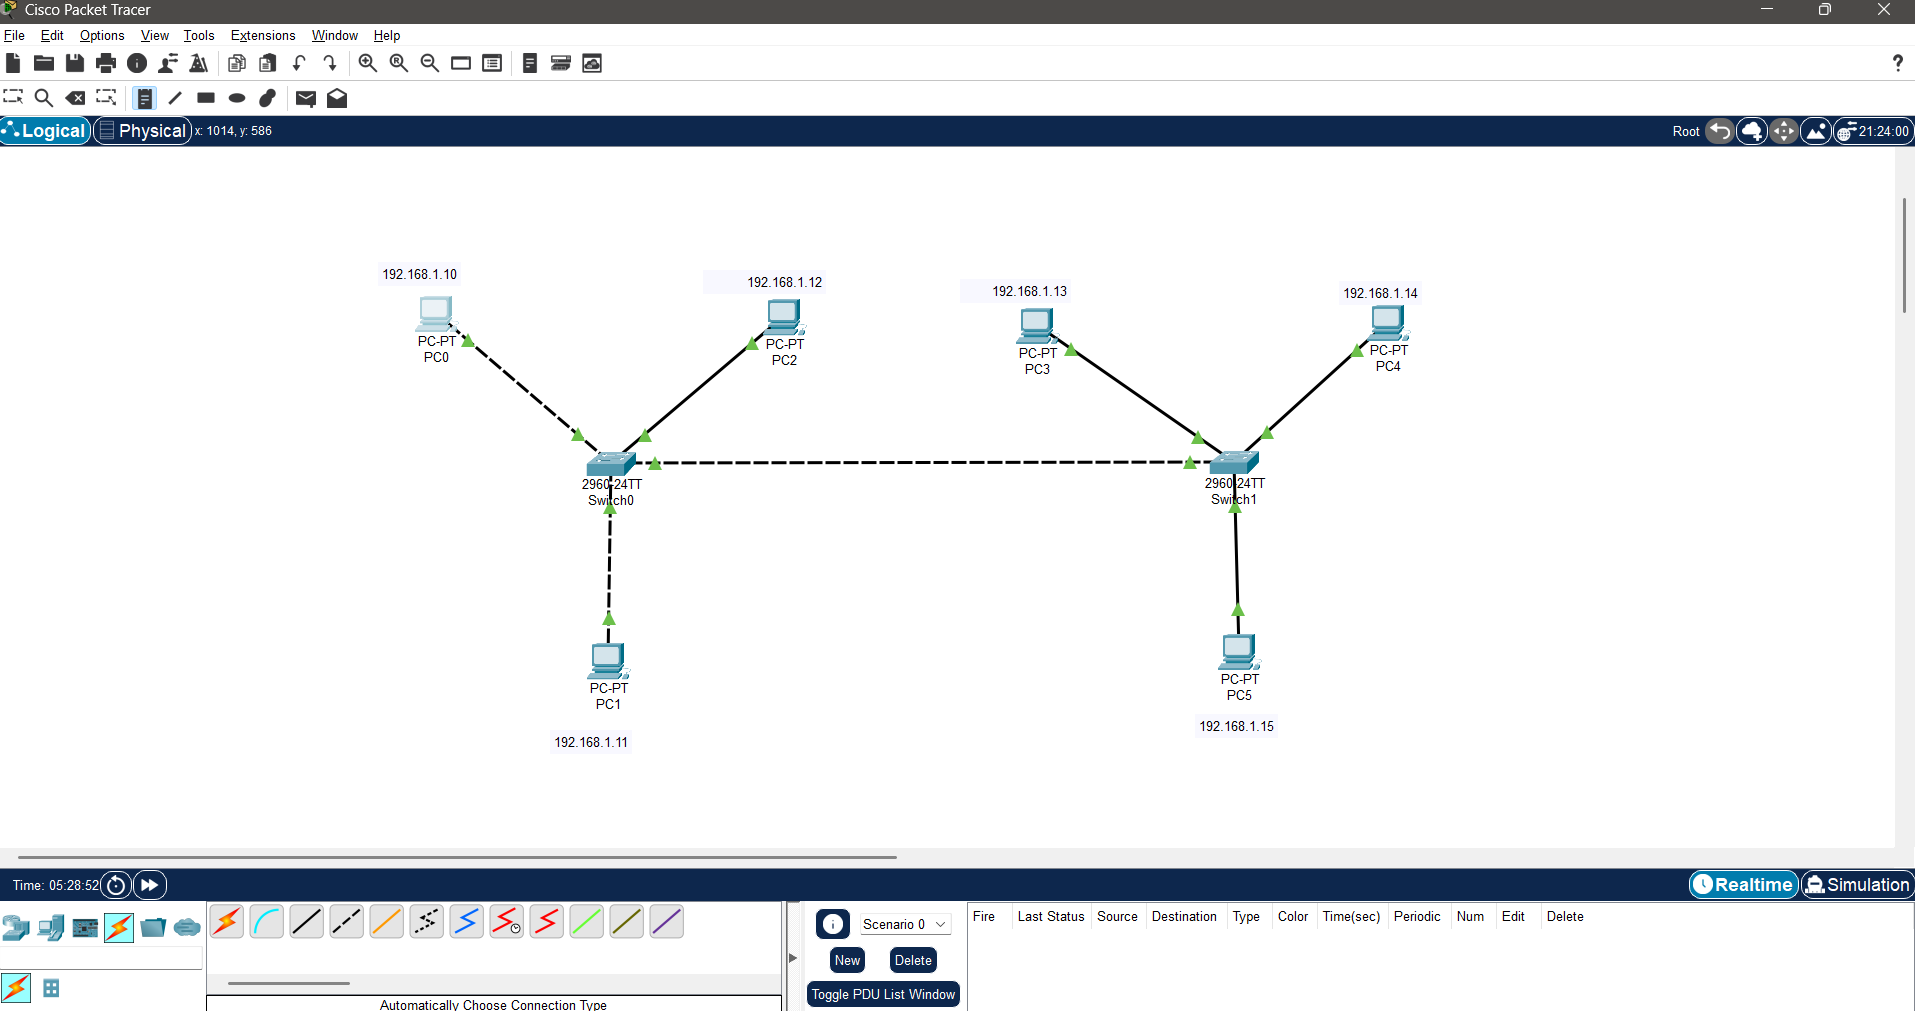 Cisco Packet Tracer
File Edit Options View Tools Extensions Window Help
?
Logical Physical x: 1014, y: 586 Root 21:24:00
192.168.1.10
192.168.1.12
192.168.1.13
192.168.1.14
PC-PT
PC0
PC-PT
PC2
PC-PT
PC3
PC-PT
PC4
2960-24TT
Switch0
2960-24TT
Switch1
PC-PT
PC1
PC-PT
PC5
192.168.1.11
192.168.1.15
Time: 05:28:52 Realtime Simulation
Scenario 0
New Delete
Toggle PDU List Window
Fire Last Status Source Destination Type Color Time(sec) Periodic Num Edit Delete
Automatically Choose Connection Type